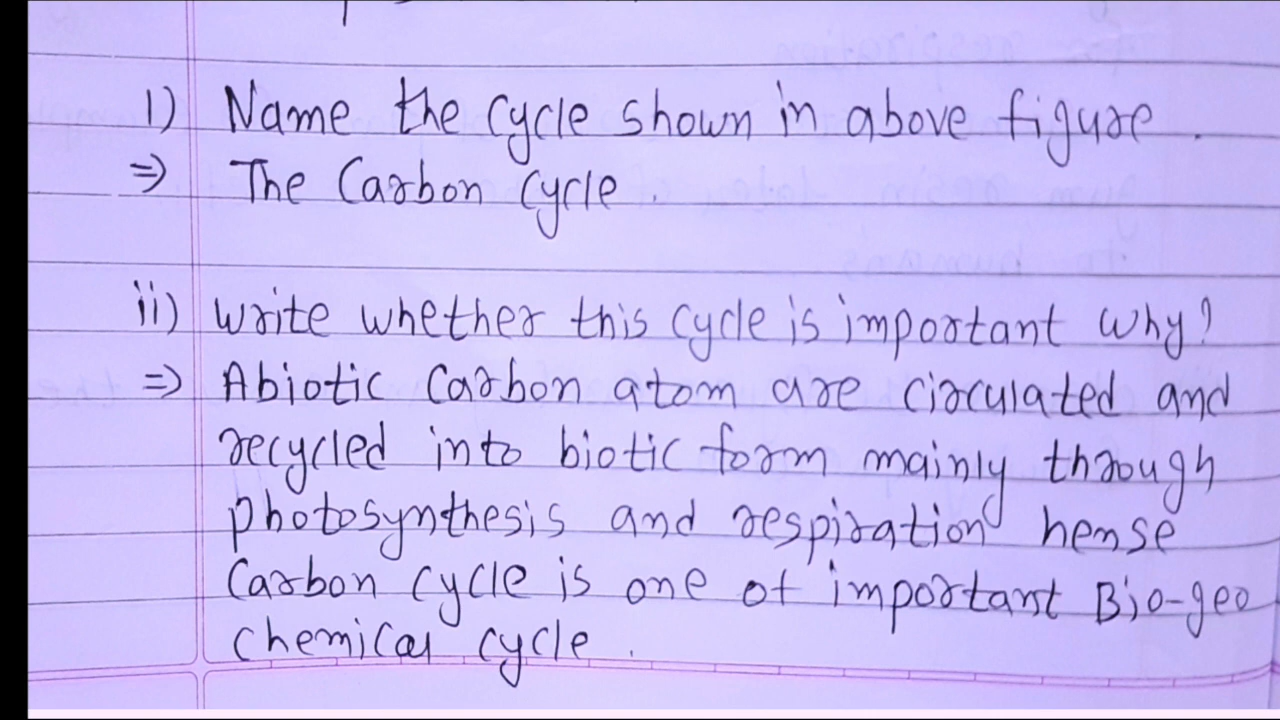 1) Name the cycle shown in above figure.
⇒ The Carbon Cycle.
ii) Write whether this cycle is important why?
⇒ Abiotic Carbon atom are circulated and
recycled into biotic form mainly through
photosynthesis and respiration hense
Carbon cycle is one of important Bio-geo
chemical cycle.